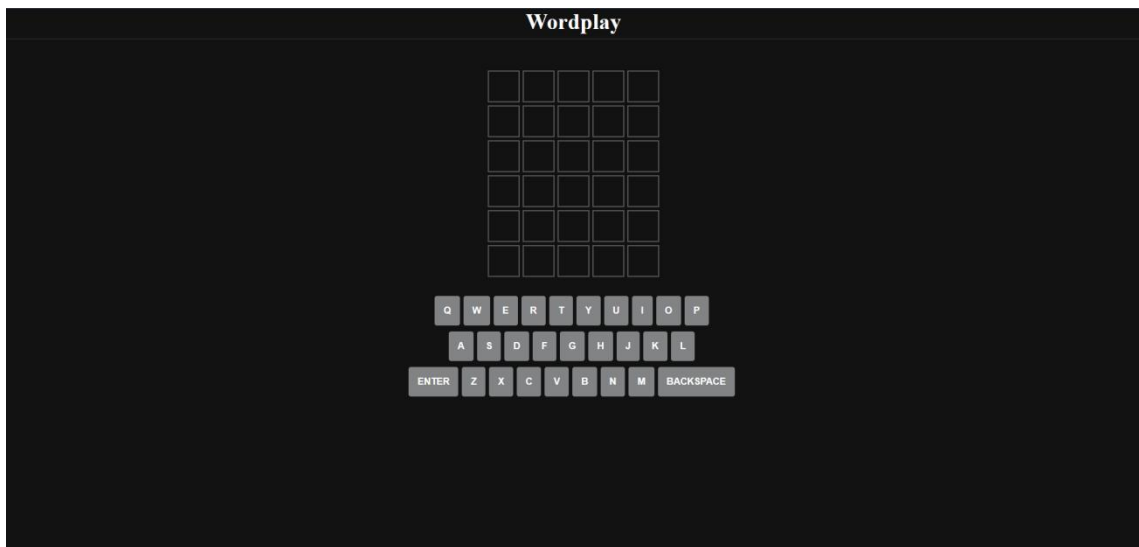 Wordplay
Q W E R T Y U I O P
A S D F G H J K L
ENTER Z X C V B N M BACKSPACE